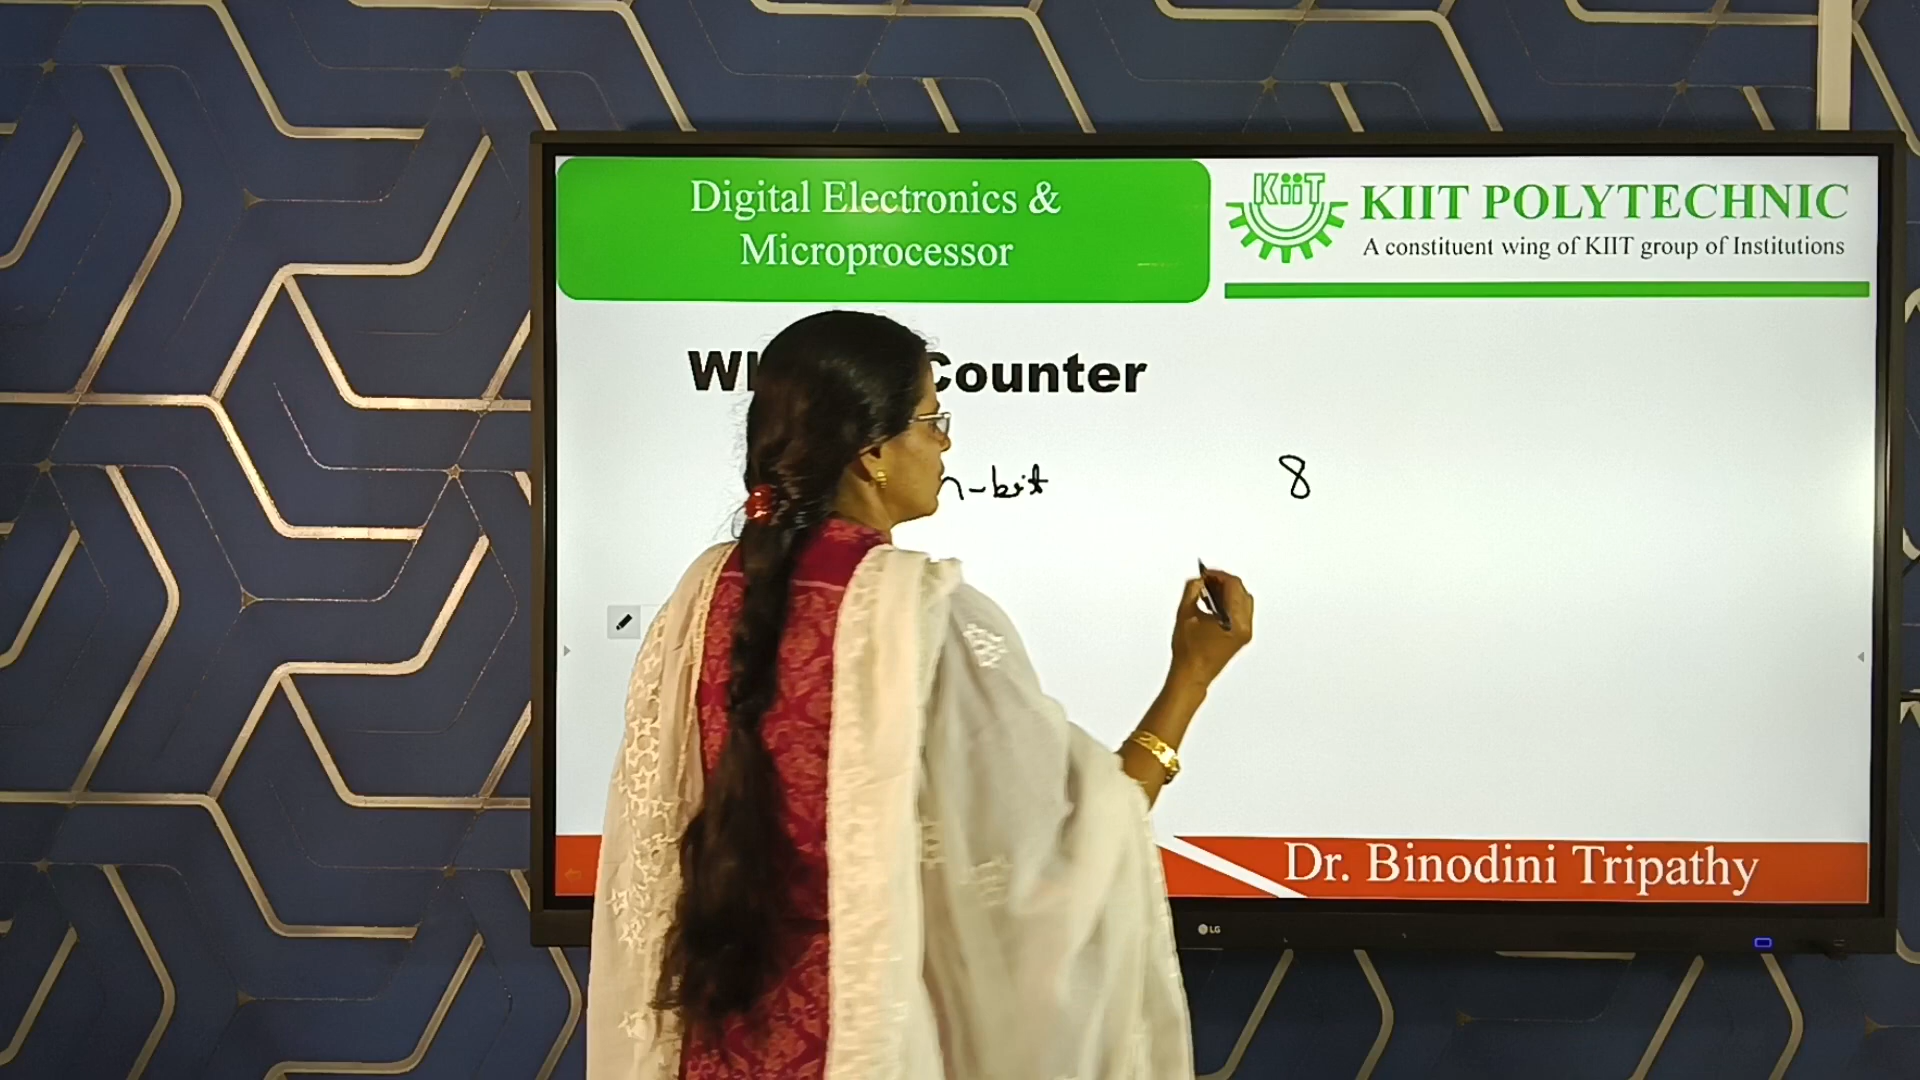 Digital Electronics &
Microprocessor
KiiT
KIIT POLYTECHNIC
A constituent wing of KIIT group of Institutions
Counter
n-bit
8
Dr. Binodini Tripathy
LG